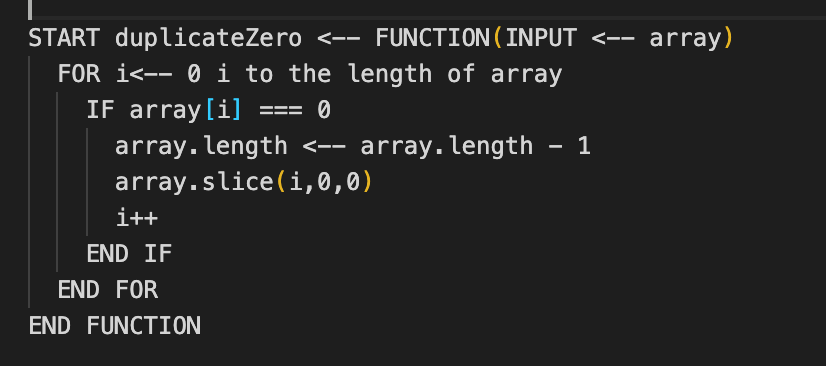 START duplicateZero <-- FUNCTION(INPUT <-- array)
FOR i<-- 0 i to the length of array
IF array[i] === 0
array.length <-- array.length - 1
array.slice(i,0,0)
i++
END IF
END FOR
END FUNCTION